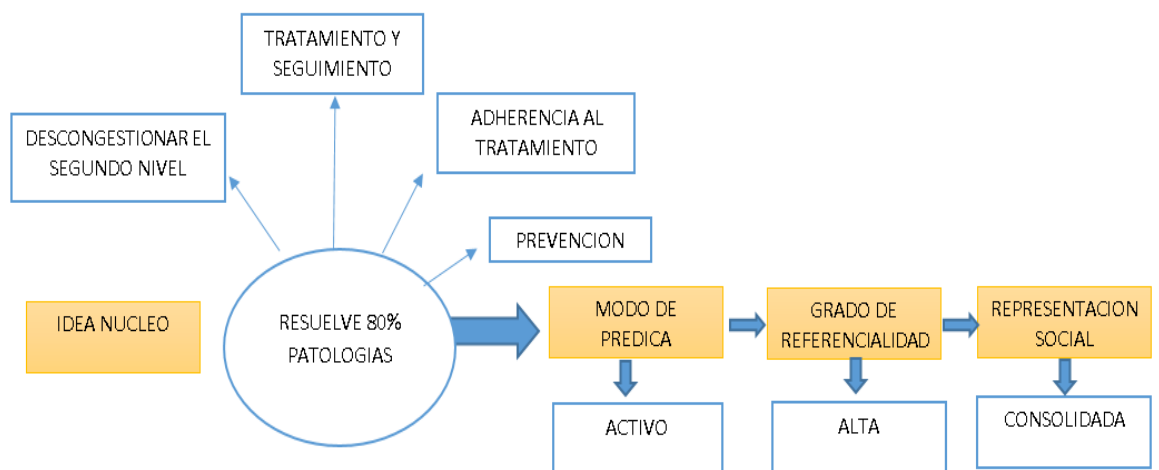 TRATAMIENTO Y
SEGUIMIENTO
DESCONGESTIONAR EL
SEGUNDO NIVEL
ADHERENCIA AL
TRATAMIENTO
PREVENCION
IDEA NUCLEO
RESUELVE 80%
PATOLOGIAS
MODO DE
PREDICA
GRADO DE
REFERENCIALIDAD
REPRESENTACION
SOCIAL
ACTIVO
ALTA
CONSOLIDADA